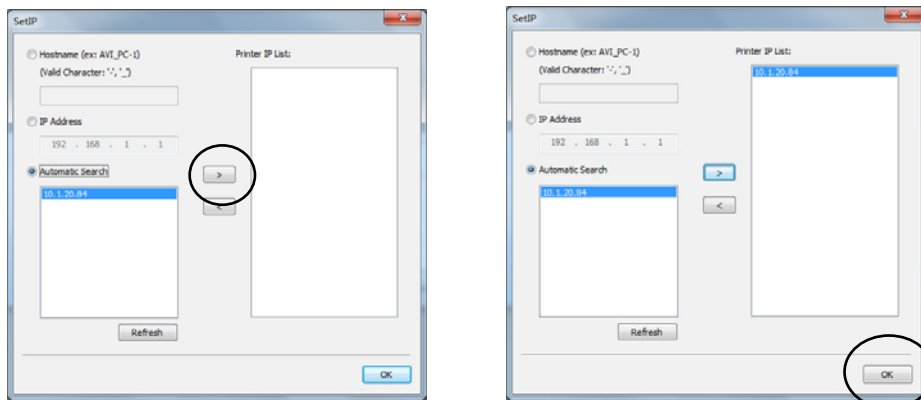 SetIP
Hostname (ex: AVI_PC-1)
(Valid Character: '-', '_')
IP Address
192 . 168 . 1 . 1
Automatic Search
10.1.20.84
Refresh
>
<
Printer IP List:
OK
SetIP
Hostname (ex: AVI_PC-1)
(Valid Character: '-', '_')
IP Address
192 . 168 . 1 . 1
Automatic Search
10.1.20.84
Refresh
>
<
Printer IP List:
10.1.20.84
OK